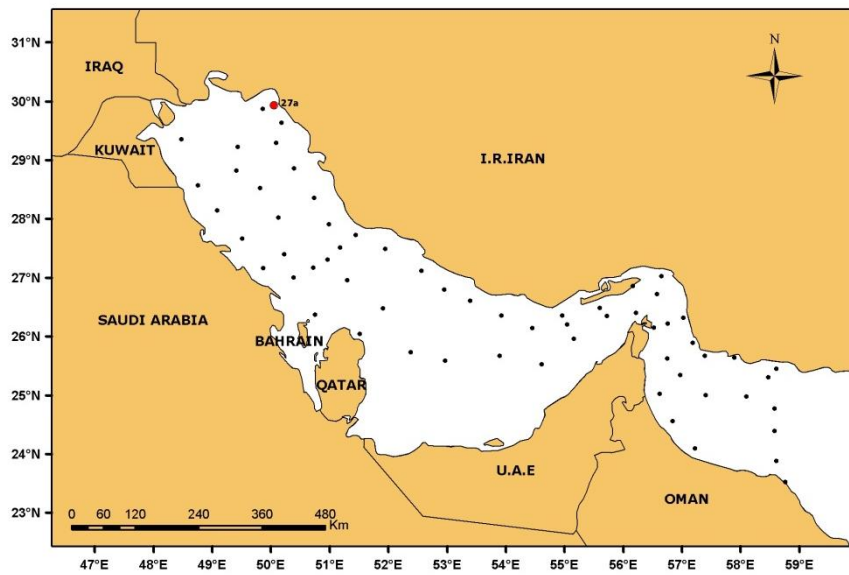 31°N
30°N
29°N
28°N
27°N
26°N
25°N
24°N
23°N
N
IRAQ
27a
KUWAIT
I.R.IRAN
SAUDI ARABIA
BAHRAIN
QATAR
U.A.E
OMAN
0 60 120 240 360 480
Km
47°E 48°E 49°E 50°E 51°E 52°E 53°E 54°E 55°E 56°E 57°E 58°E 59°E